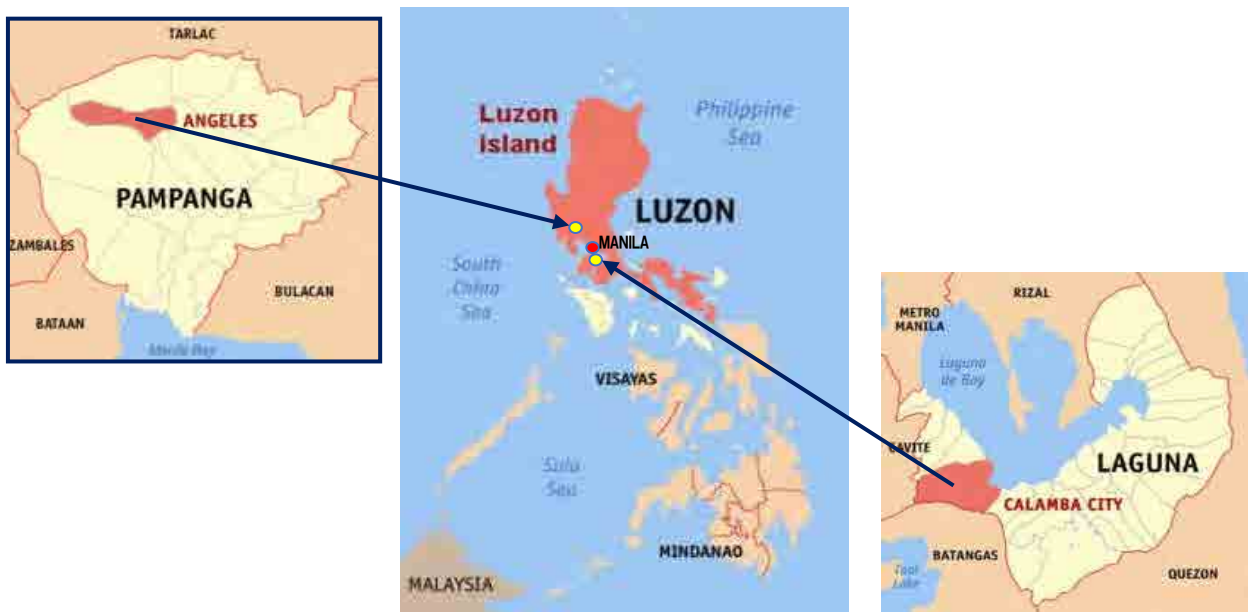 TARLAC
ANGELES
PAMPANGA
ZAMBALES
BULACAN
BATAAN
Manila Bay
Luzon
island
Philippine
Sea
LUZON
MANILA
South
China
Sea
VISAYAS
Sulu
Sea
MINDANAO
MALAYSIA
RIZAL
METRO
MANILA
Laguna
de Bay
CAVITE
LAGUNA
CALAMBA CITY
BATANGAS
Taal
Lake
QUEZON